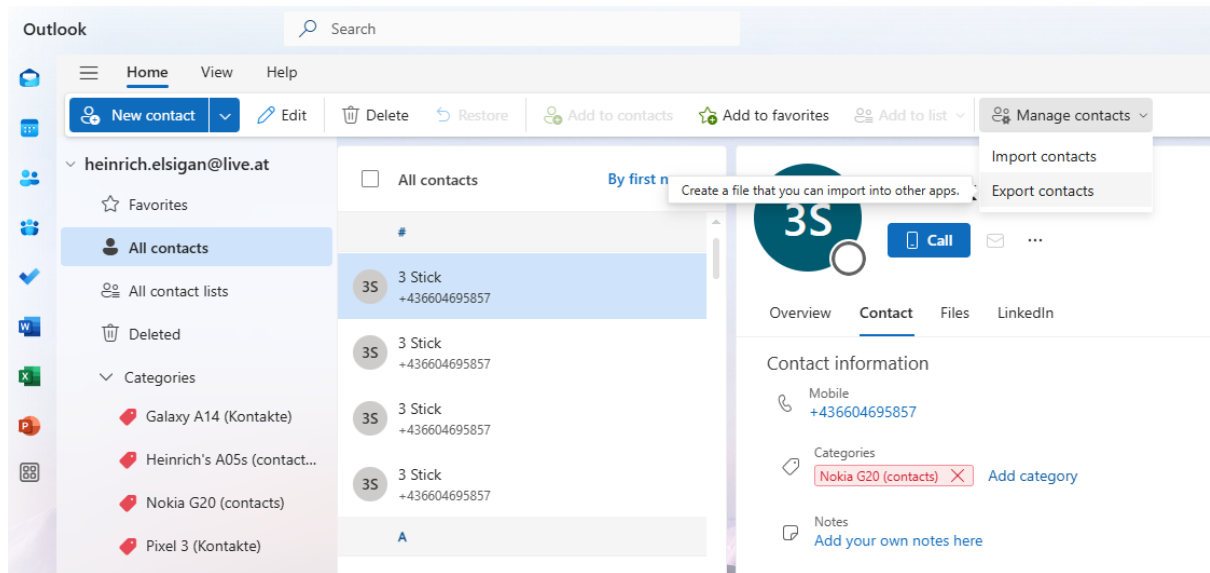 Outlook
Search
Home View Help
New contact Edit Delete Restore Add to contacts Add to favorites Add to list Manage contacts
Import contacts
Export contacts
Create a file that you can import into other apps.
heinrich.elsigan@live.at
Favorites
All contacts
All contact lists
Deleted
Categories
Galaxy A14 (Kontakte)
Heinrich's A05s (contact...
Nokia G20 (contacts)
Pixel 3 (Kontakte)
All contacts By first n
#
3S 3 Stick
+436604695857
3S 3 Stick
+436604695857
3S 3 Stick
+436604695857
3S 3 Stick
+436604695857
A
3S
Call
Overview Contact Files LinkedIn
Contact information
Mobile
+436604695857
Categories
Nokia G20 (contacts) Add category
Notes
Add your own notes here